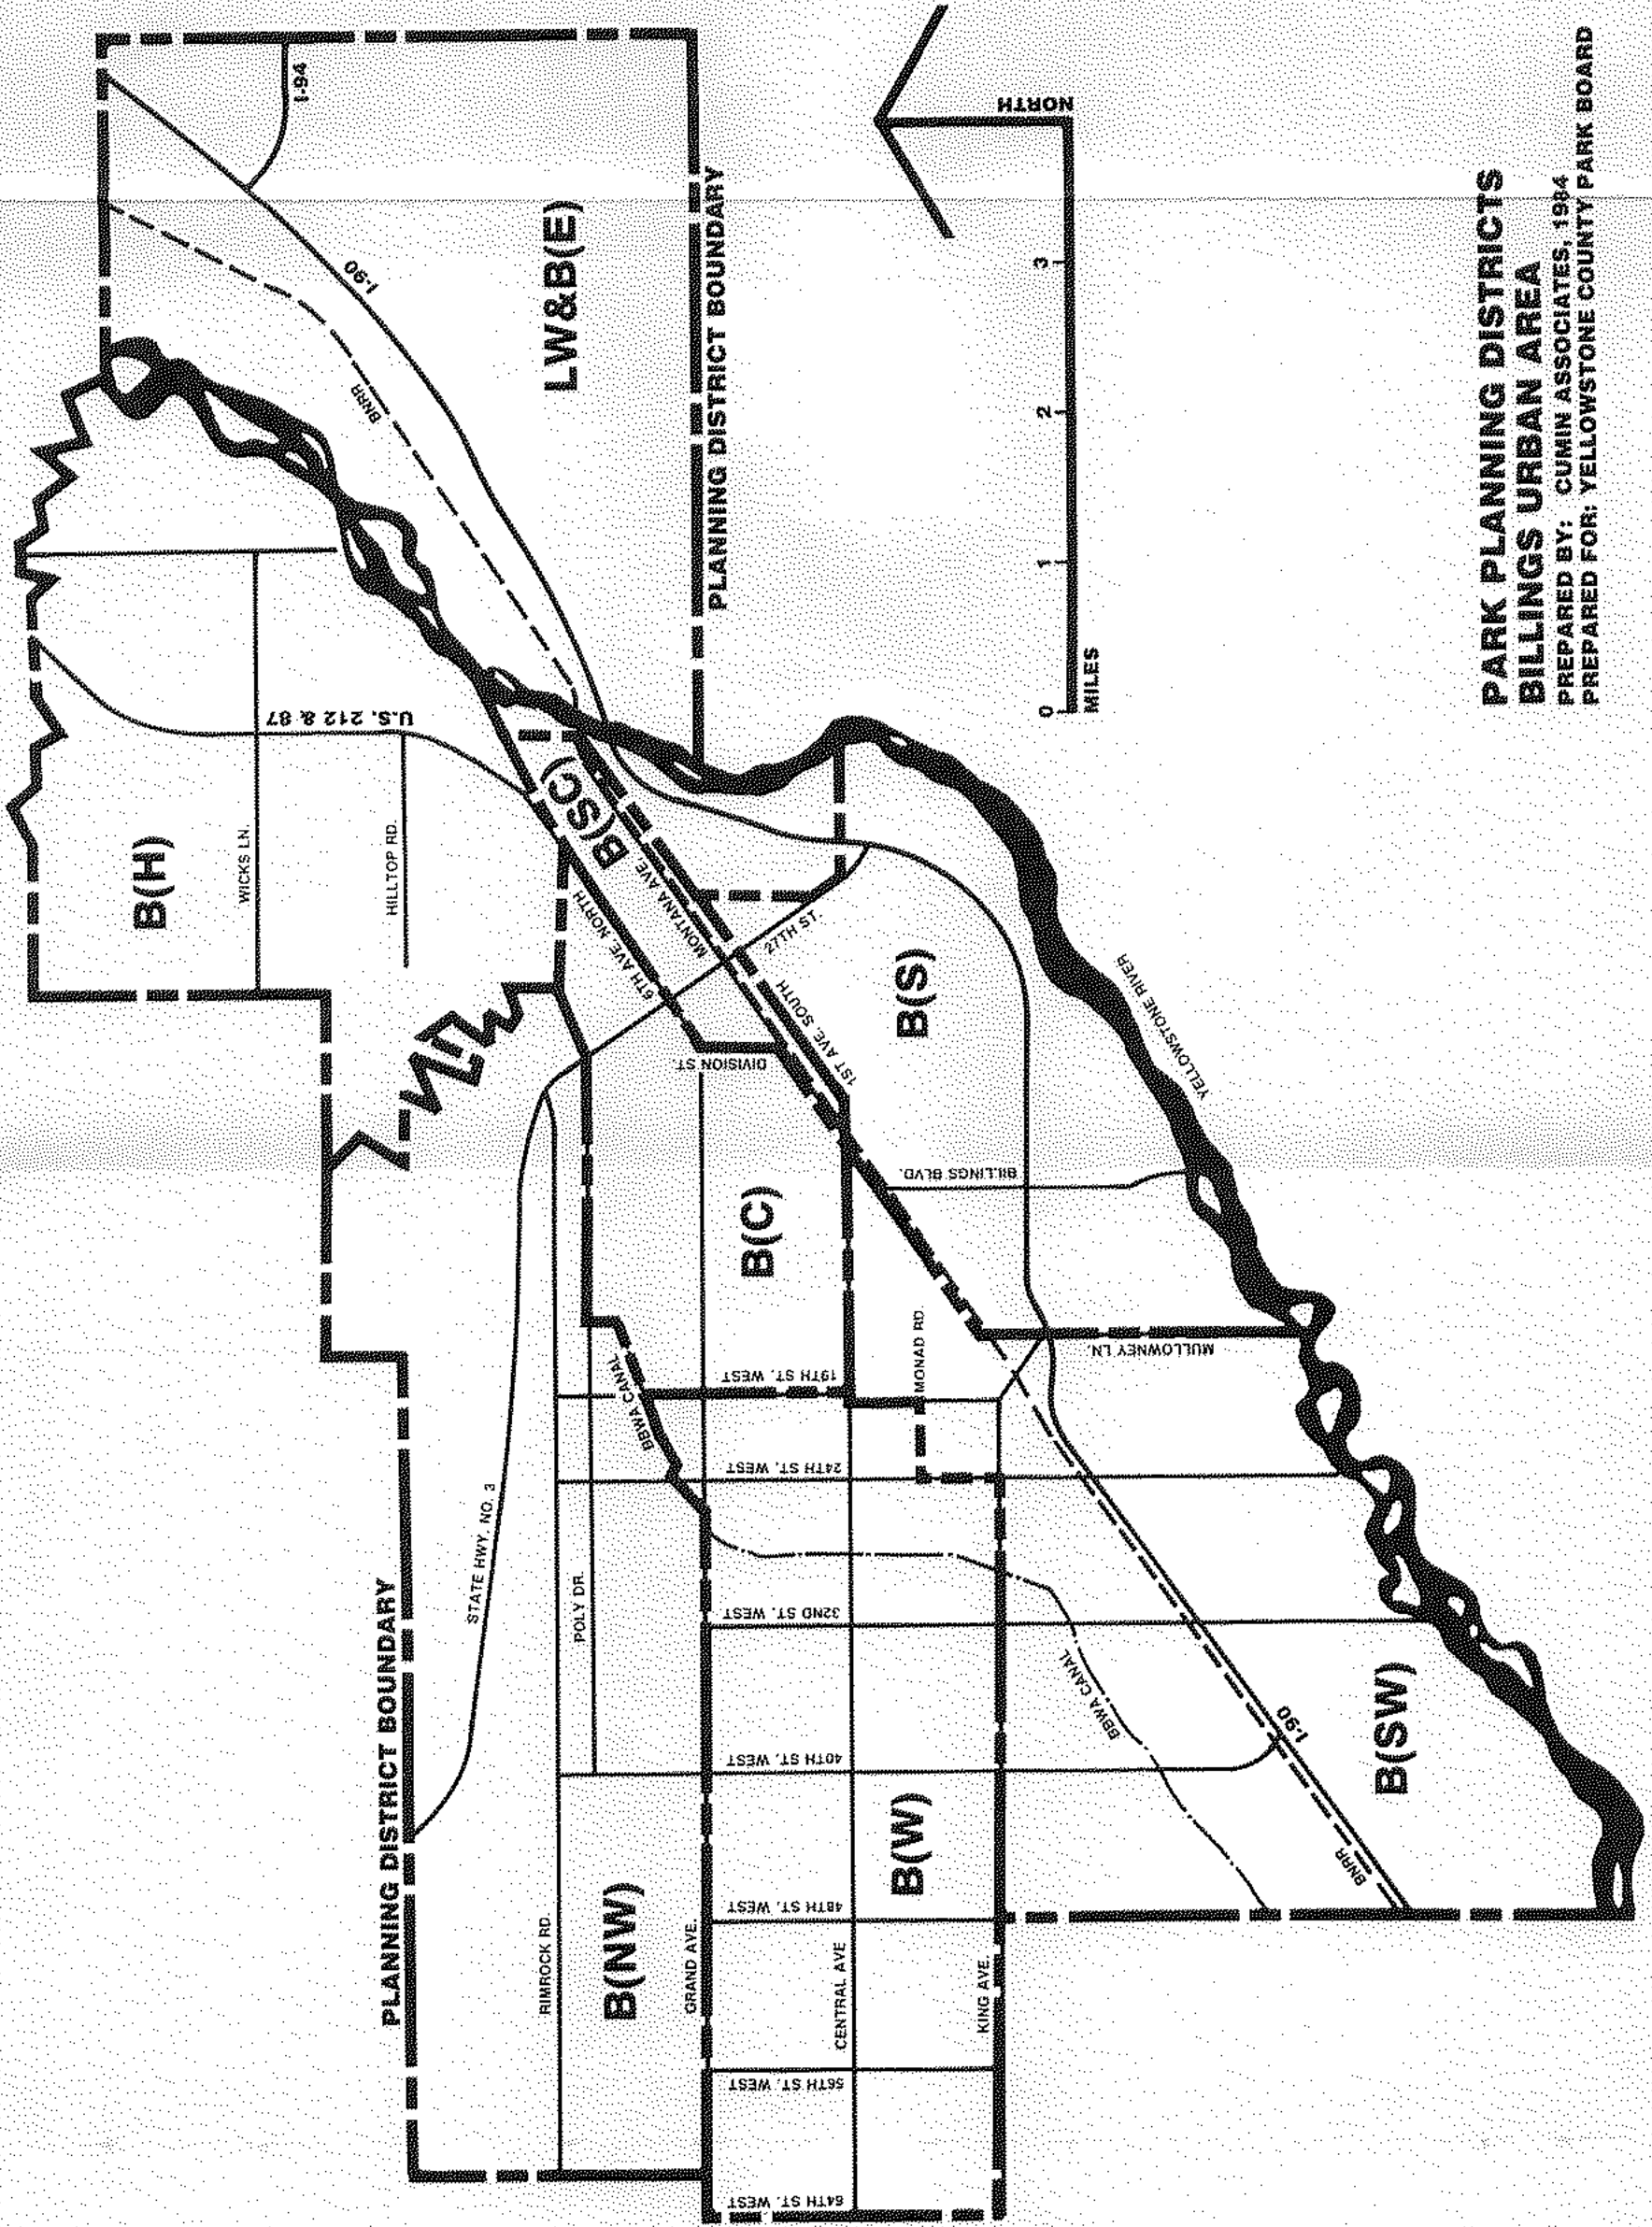 B(H)
WICKS LN.
HILLTOP RD.
U.S. 212 & 87
I-94
I-90
BNRR
LW&B(E)
PLANNING DISTRICT BOUNDARY
NORTH
0
1
2
3
MILES
B(SC)
6TH AVE. NORTH
MONTANA AVE.
27TH ST.
1ST AVE. SOUTH
DIVISION ST.
B(S)
YELLOWSTONE RIVER
BILLINGS BLVD.
B(C)
MULLOWNEY LN.
MONAD RD.
19TH ST. WEST
BBWA CANAL
24TH ST. WEST
STATE HWY. NO. 3
PLANNING DISTRICT BOUNDARY
POLY DR.
32ND ST. WEST
40TH ST. WEST
BBWA CANAL
I-90
BNRR
B(SW)
B(W)
48TH ST. WEST
B(NW)
RIMROCK RD.
GRAND AVE.
CENTRAL AVE
KING AVE.
56TH ST. WEST
64TH ST. WEST
PARK PLANNING DISTRICTS
BILLINGS URBAN AREA
PREPARED BY: CUMIN ASSOCIATES, 1984
PREPARED FOR: YELLOWSTONE COUNTY PARK BOARD